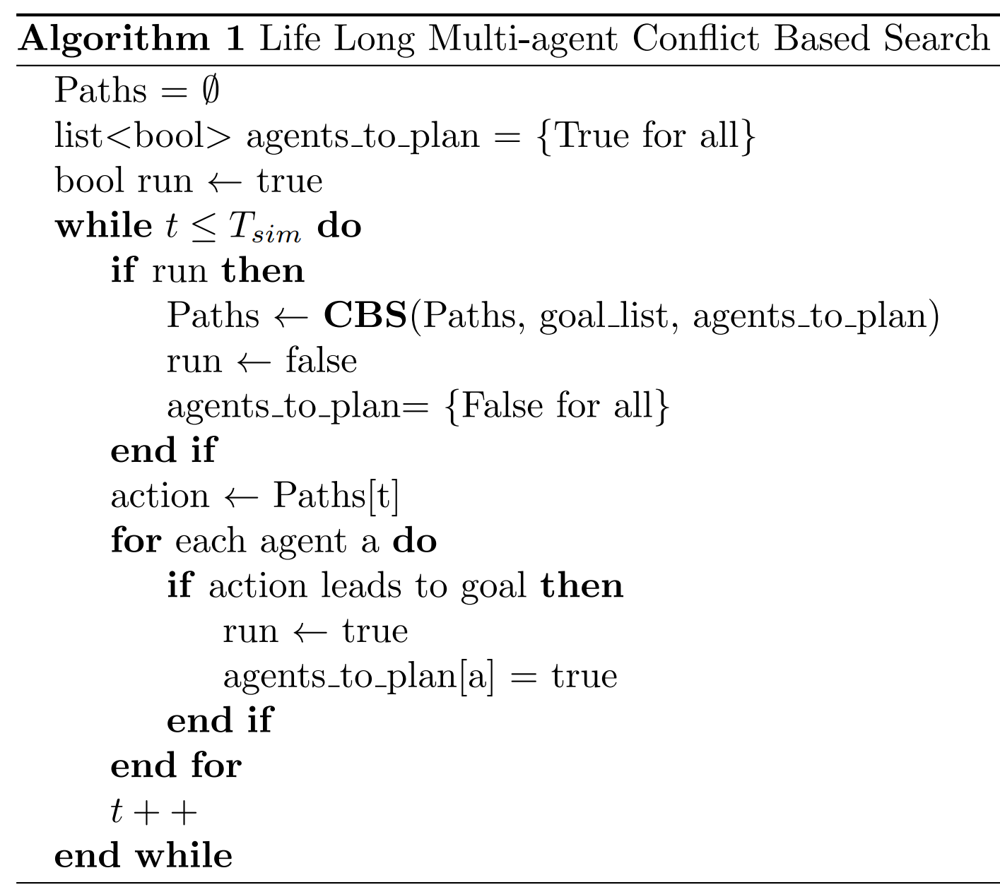 Algorithm 1 Life Long Multi-agent Conflict Based Search
Paths = ∅
list<bool> agents_to_plan = {True for all}
bool run ← true
while t ≤ T_sim do
if run then
Paths ← CBS(Paths, goal_list, agents_to_plan)
run ← false
agents_to_plan= {False for all}
end if
action ← Paths[t]
for each agent a do
if action leads to goal then
run ← true
agents_to_plan[a] = true
end if
end for
t + +
end while